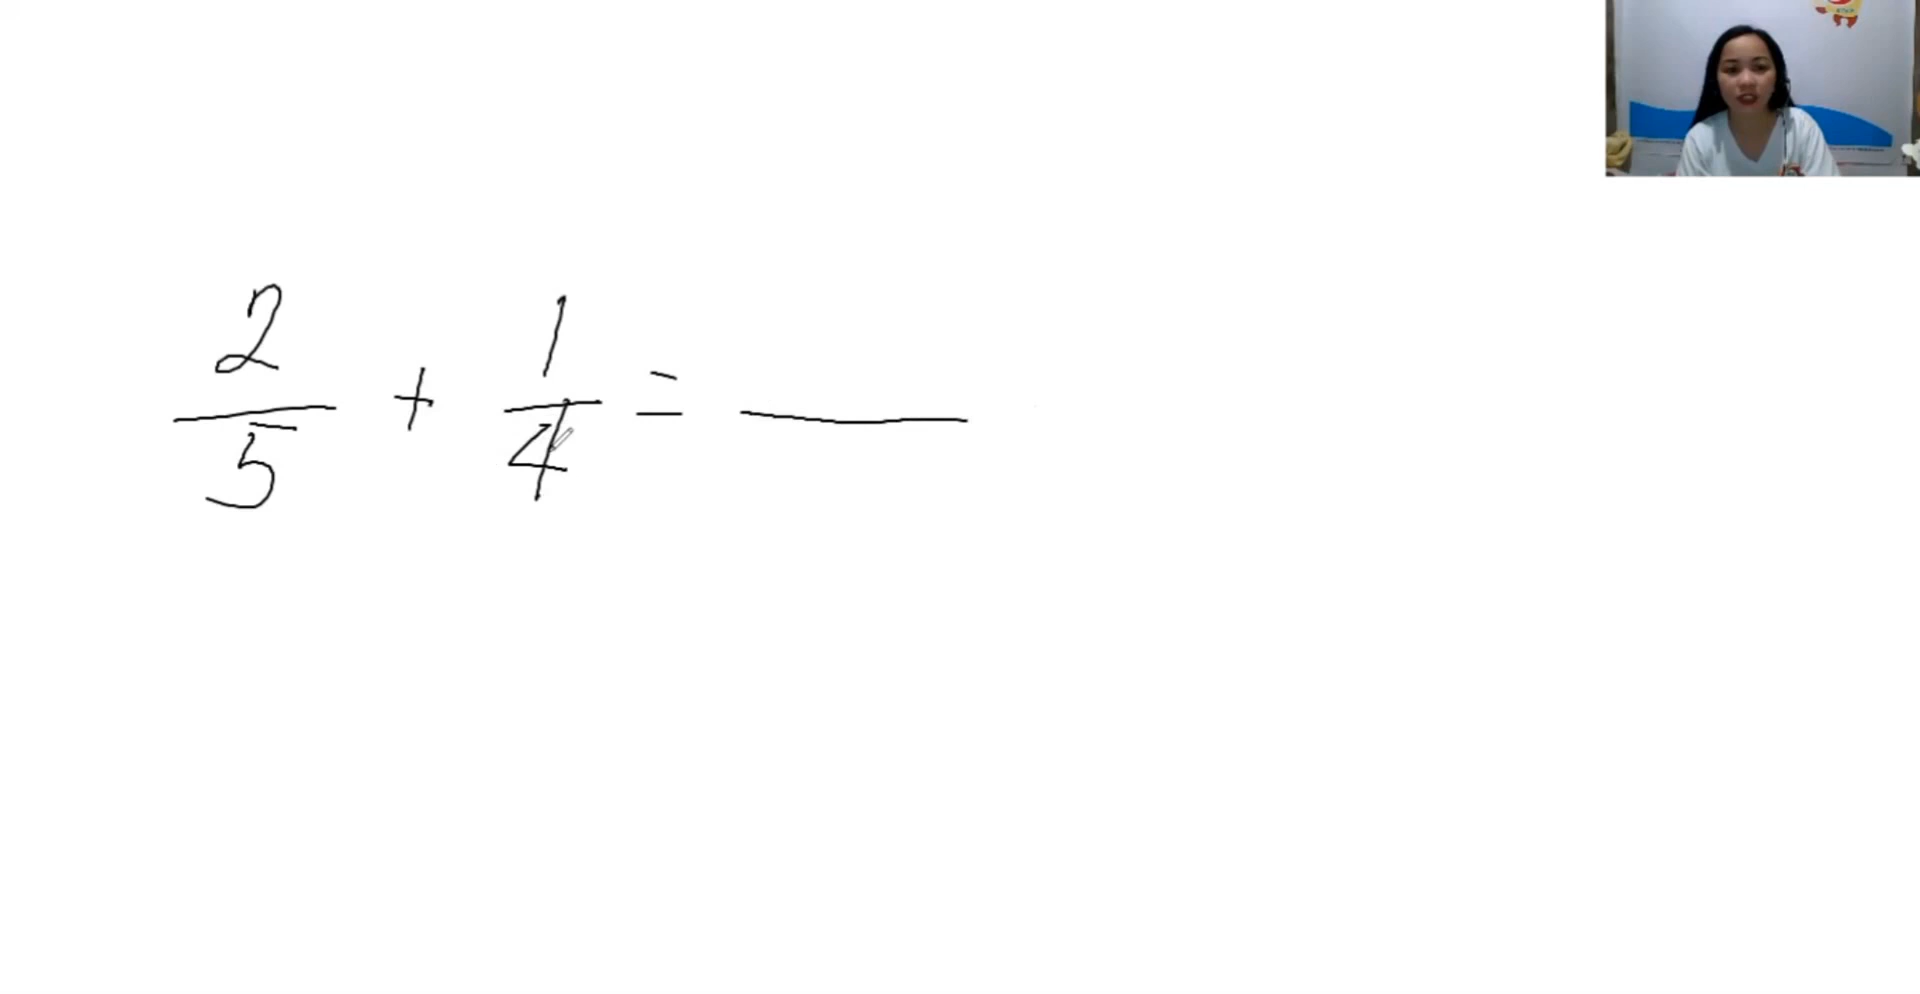 2/5 + 1/4 = ___